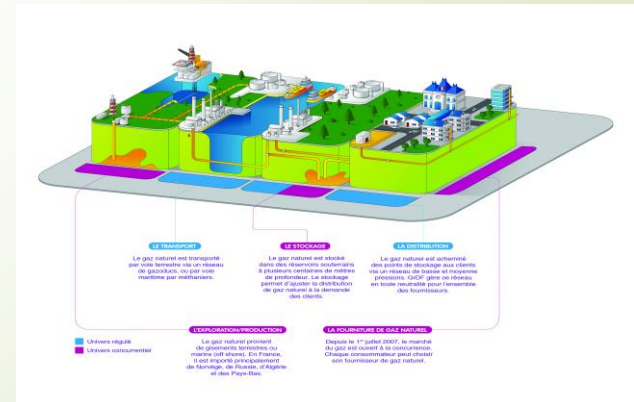 LE TRANSPORT
Le gaz naturel est transporté
par voie terrestre via un réseau
de gazoducs, ou par voie
maritime par méthaniers.
LE STOCKAGE
Le gaz naturel est stocké
dans des réservoirs souterrains
à plusieurs centaines de mètres
de profondeur. Le stockage
permet d'ajuster la distribution
de gaz naturel à la demande
des clients.
LA DISTRIBUTION
Le gaz naturel est acheminé
des points de stockage aux clients
via un réseau de basse et moyenne
pressions. GrDF gère ce réseau
en toute neutralité pour l'ensemble
des fournisseurs.
Univers régulé
Univers concurrentiel
L'EXPLORATION/PRODUCTION
Le gaz naturel provient
de gisements terrestres ou
marins (off shore). En France,
il est importé principalement
de Norvège, de Russie, d'Algérie
et des Pays-Bas.
LA FOURNITURE DE GAZ NATUREL
Depuis le 1er juillet 2007, le marché
du gaz est ouvert à la concurrence.
Chaque consommateur peut choisir
son fournisseur de gaz naturel.